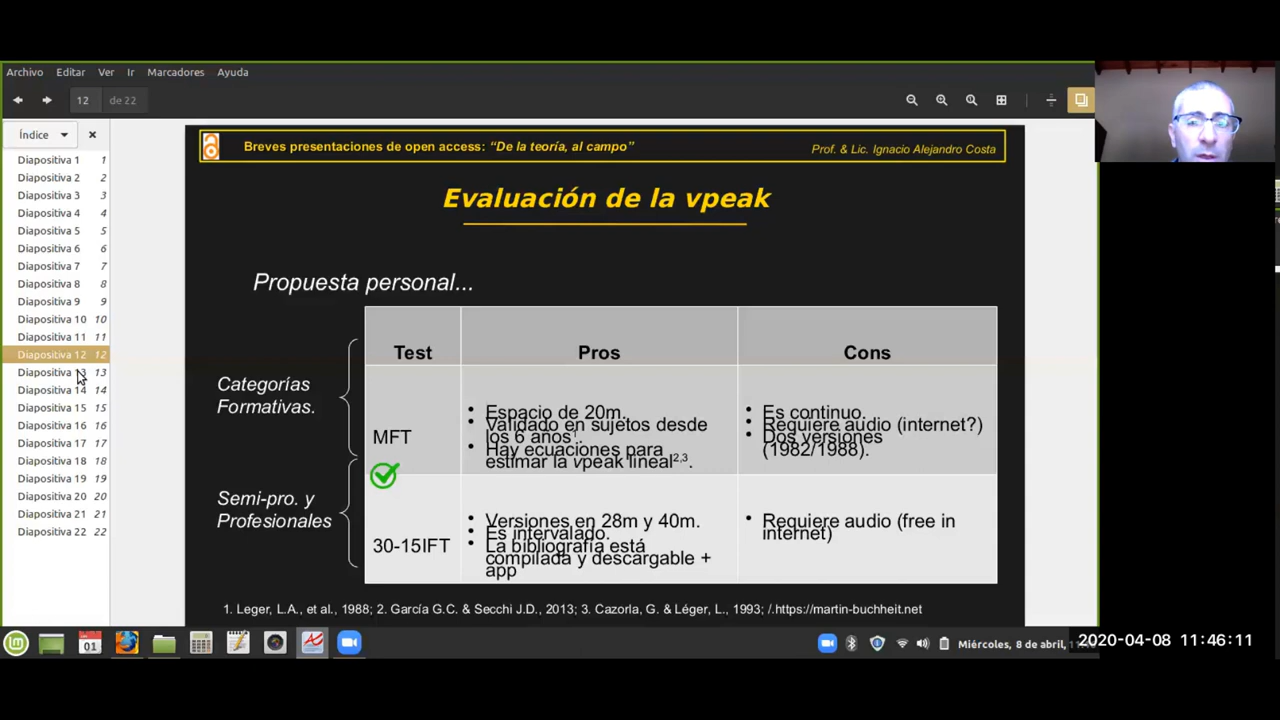 Archivo Editar Ver Ir Marcadores Ayuda
12 de 22
Índice
Diapositiva 1 1
Diapositiva 2 2
Diapositiva 3 3
Diapositiva 4 4
Diapositiva 5 5
Diapositiva 6 6
Diapositiva 7 7
Diapositiva 8 8
Diapositiva 9 9
Diapositiva 10 10
Diapositiva 11 11
Diapositiva 12 12
Diapositiva 13 13
Diapositiva 14 14
Diapositiva 15 15
Diapositiva 16 16
Diapositiva 17 17
Diapositiva 18 18
Diapositiva 19 19
Diapositiva 20 20
Diapositiva 21 21
Diapositiva 22 22
Breves presentaciones de open access: “De la teoría, al campo”
Prof. & Lic. Ignacio Alejandro Costa
Evaluación de la vpeak
Propuesta personal...
Test Pros Cons
Categorías
Formativas.
MFT
• Espacio de 20m.
• Validado en sujetos desde
los 6 años1.
• Hay ecuaciones para
estimar la vpeak lineal2,3.
• Es continuo.
• Requiere audio (internet?)
• Dos versiones
(1982/1988).
Semi-pro. y
Profesionales
30-15IFT
• Versiones en 28m y 40m.
• Es intervalado.
• La bibliografía está
compilada y descargable +
app
• Requiere audio (free in
internet)
1. Leger, L.A., et al., 1988; 2. García G.C. & Secchi J.D., 2013; 3. Cazorla, G. & Léger, L., 1993; /.https://martin-buchheit.net
01
Miércoles, 8 de abril,
2020-04-08 11:46:11